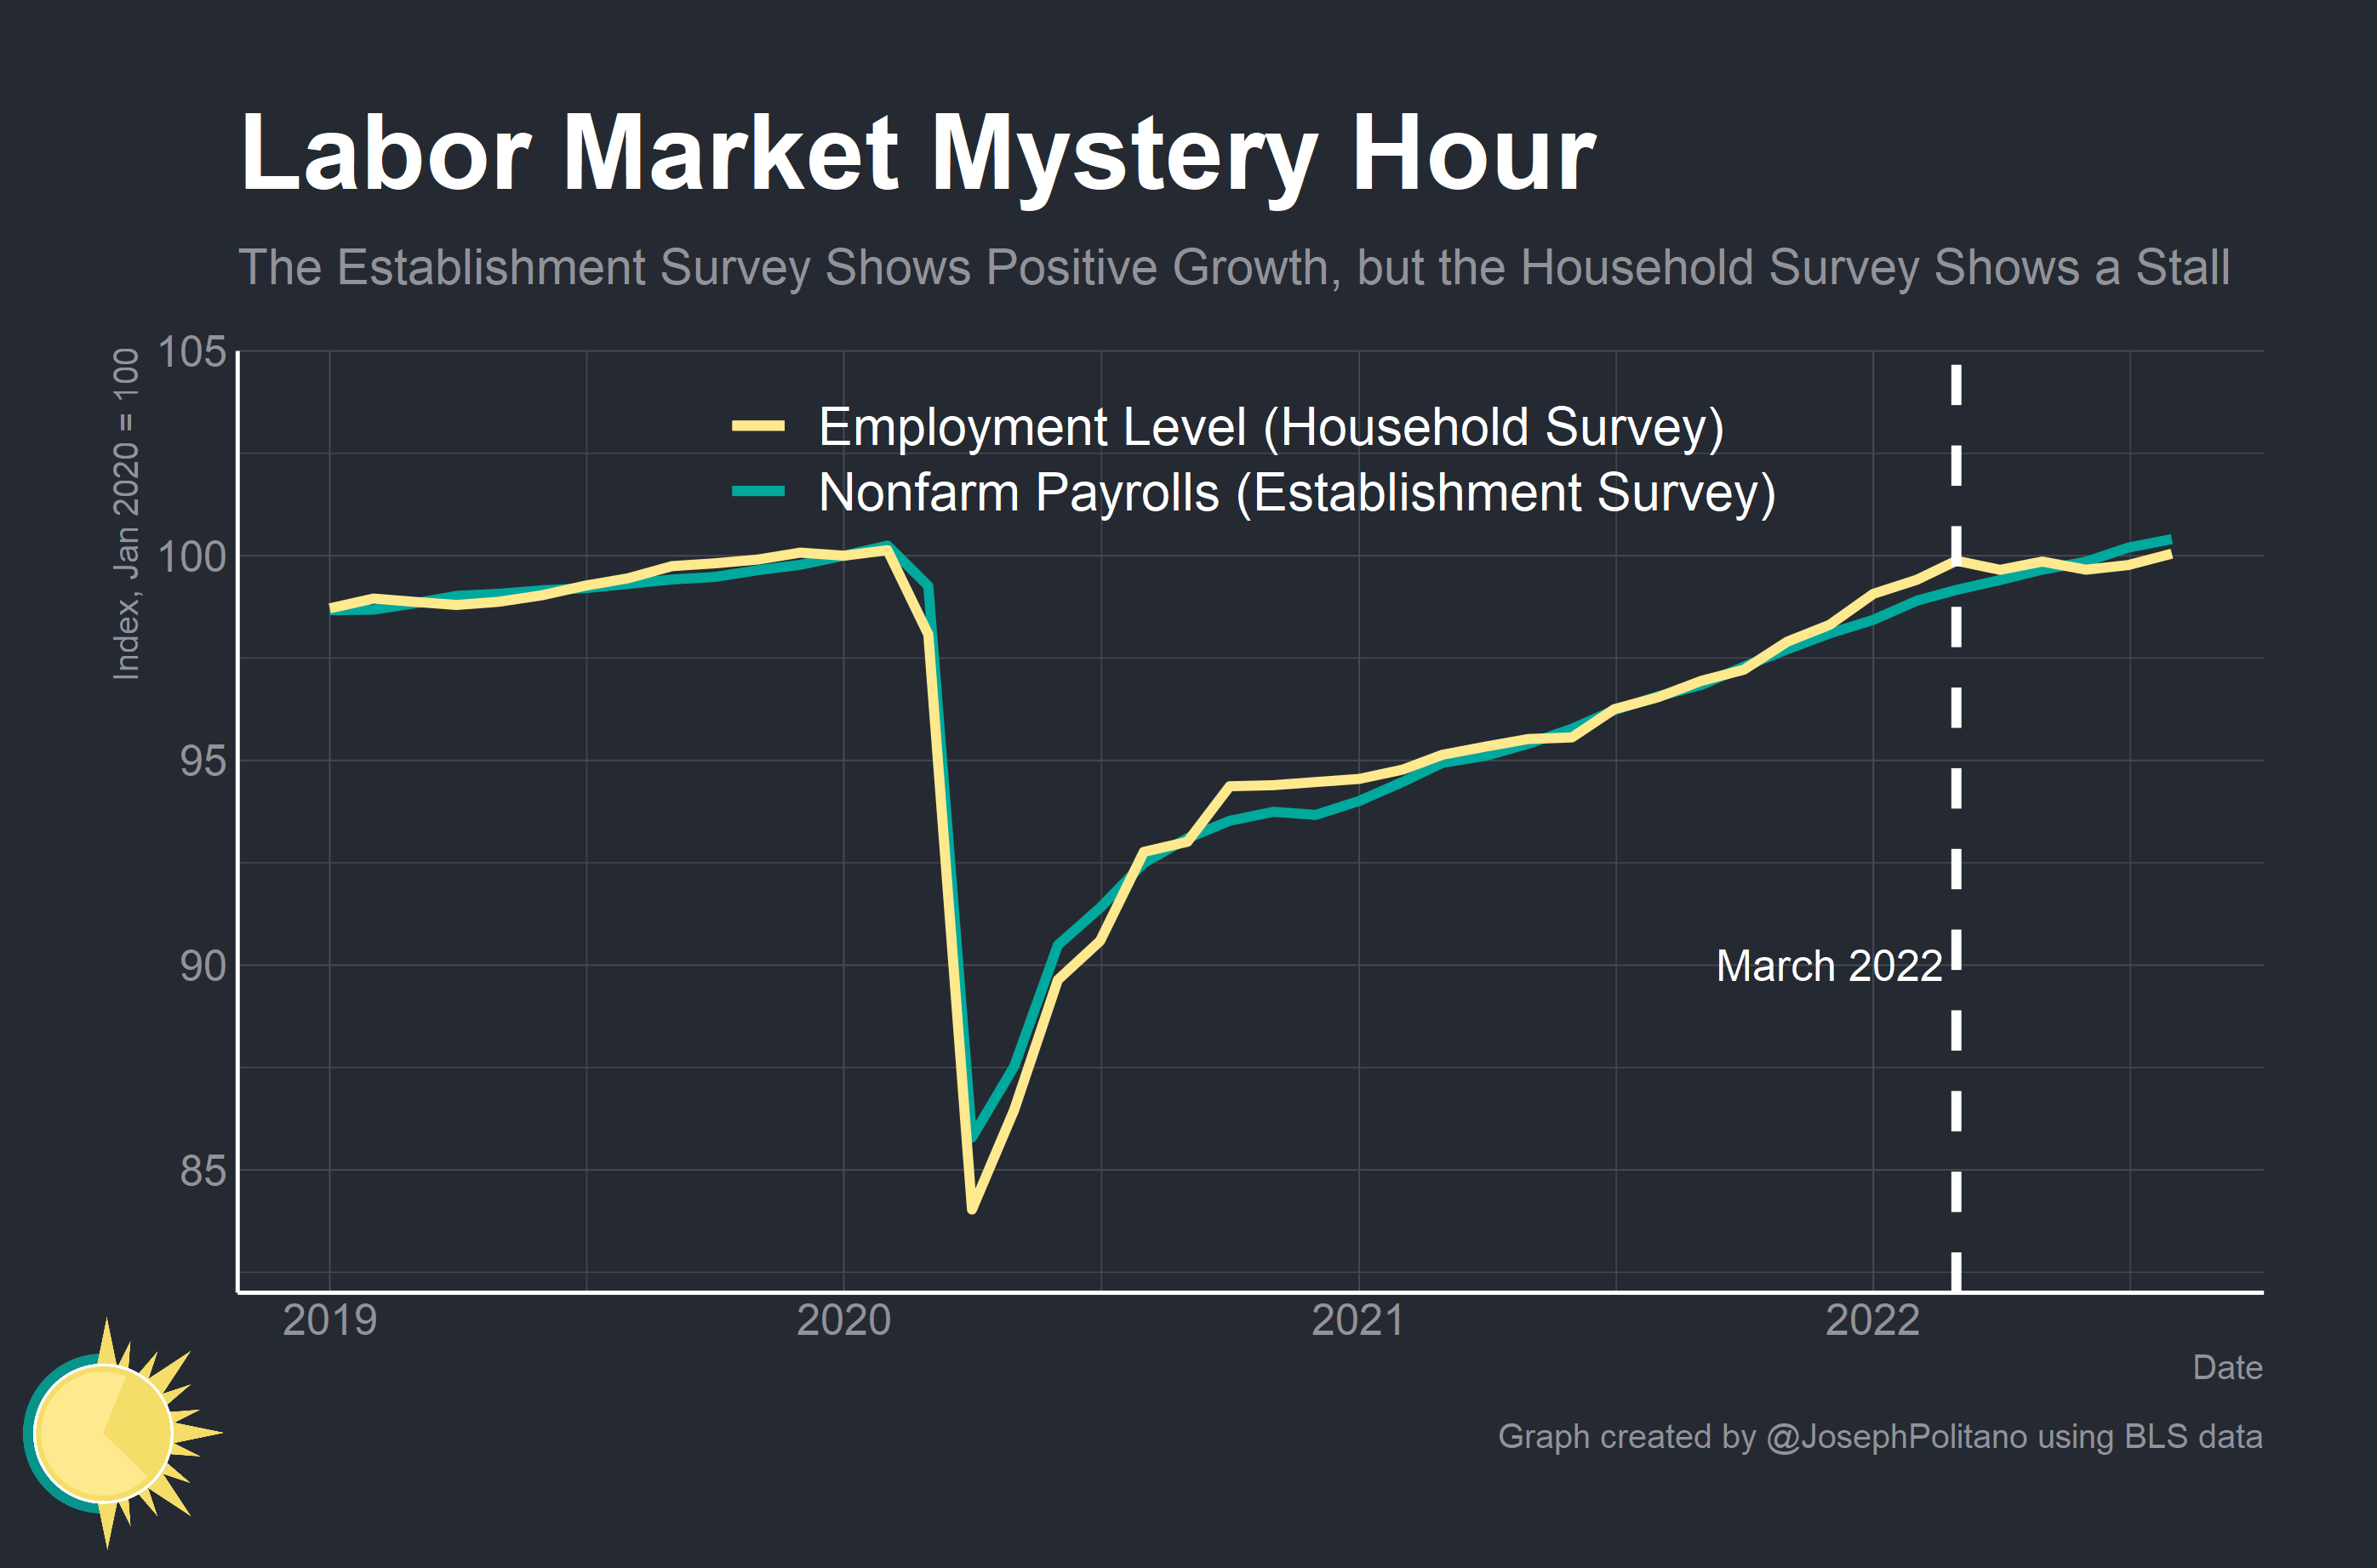 Labor Market Mystery Hour
The Establishment Survey Shows Positive Growth, but the Household Survey Shows a Stall
Index, Jan 2020 = 100
105
100
95
90
85
Employment Level (Household Survey)
Nonfarm Payrolls (Establishment Survey)
March 2022
2019
2020
2021
2022
Date
Graph created by @JosephPolitano using BLS data